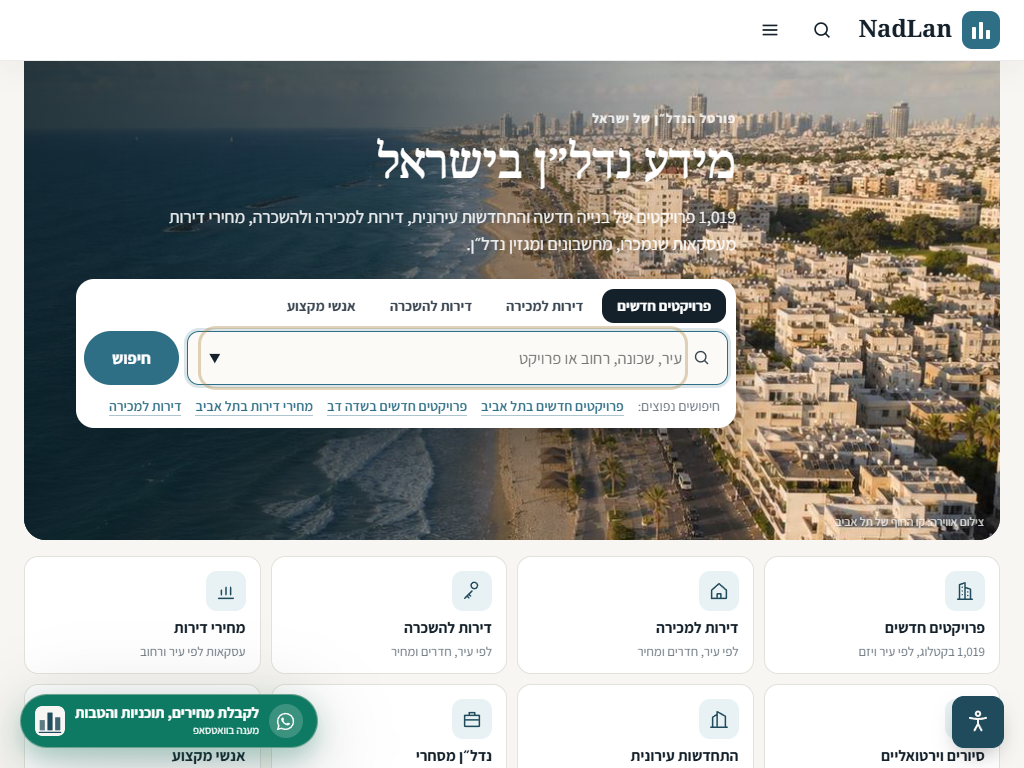 NadLan
פורטל הנדל״ן של ישראל
מידע נדל״ן בישראל
1,019 פרויקטים של בנייה חדשה והתחדשות עירונית, דירות למכירה ולהשכרה, מחירי דירות
מעסקאות שנמכרו, מחשבונים ומגזין נדל״ן.
פרויקטים חדשים דירות למכירה דירות להשכרה אנשי מקצוע
עיר, שכונה, רחוב או פרויקט חיפוש
חיפושים נפוצים: פרויקטים חדשים בתל אביב פרויקטים חדשים בשדה דב מחירי דירות בתל אביב דירות למכירה
צילום אווירה: קו החוף של תל אביב
פרויקטים חדשים
1,019 בקטלוג, לפי עיר ויזם
דירות למכירה
לפי עיר, חדרים ומחיר
דירות להשכרה
לפי עיר, חדרים ומחיר
מחירי דירות
עסקאות לפי עיר ורחוב
סיורים וירטואליים
התחדשות עירונית
נדל״ן מסחרי
אנשי מקצוע
לקבלת מחירים, תוכניות והטבות
מענה בוואטסאפ